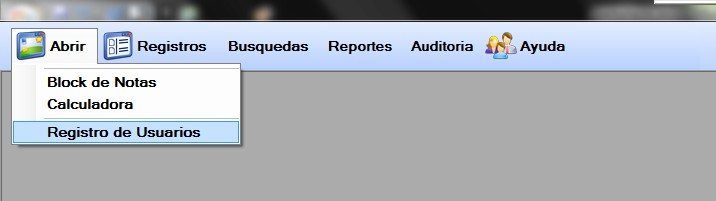 Abrir Registros Busquedas Reportes Auditoria Ayuda
Block de Notas
Calculadora
Registro de Usuarios